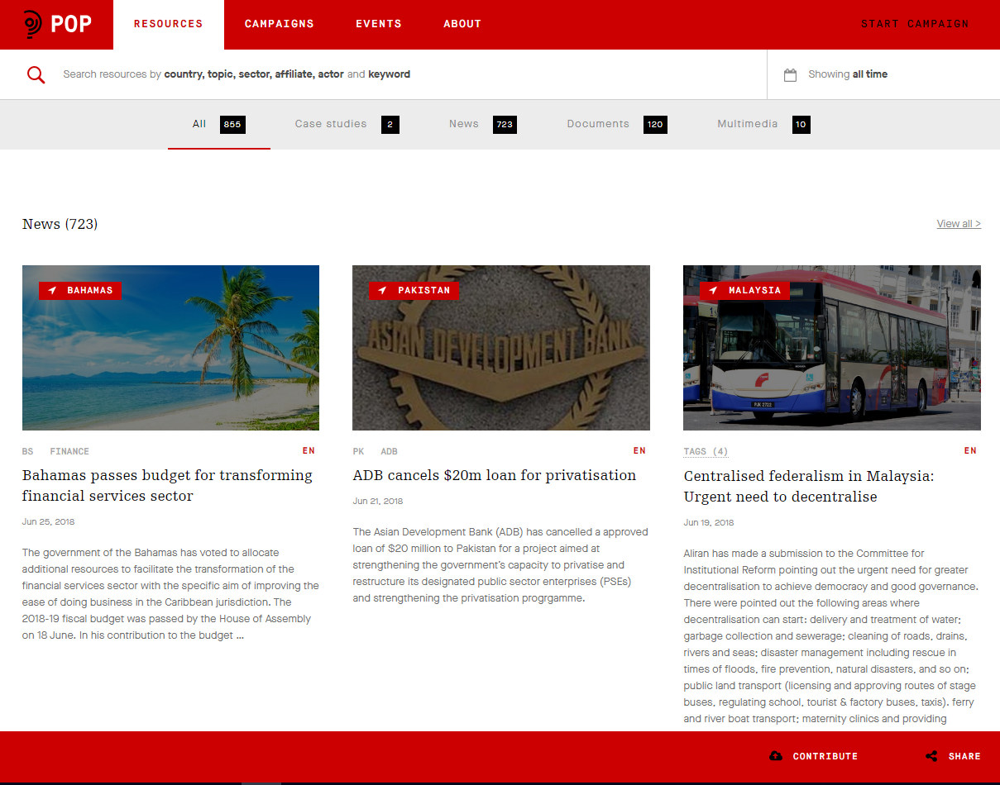 POP
RESOURCES
CAMPAIGNS
EVENTS
ABOUT
START CAMPAIGN
Search resources by country, topic, sector, affiliate, actor and keyword
Showing all time
All 855
Case studies 2
News 723
Documents 120
Multimedia 10
News (723)
View all >
BAHAMAS
BS FINANCE EN
Bahamas passes budget for transforming
financial services sector
Jun 25, 2018
The government of the Bahamas has voted to allocate
additional resources to facilitate the transformation of the
financial services sector with the specific aim of improving the
ease of doing business in the Caribbean jurisdiction. The
2018-19 fiscal budget was passed by the House of Assembly
on 18 June. In his contribution to the budget ...
PAKISTAN
ASIAN DEVELOPMENT BANK
PK ADB EN
ADB cancels $20m loan for privatisation
Jun 21, 2018
The Asian Development Bank (ADB) has cancelled a approved
loan of $20 million to Pakistan for a project aimed at
strengthening the government's capacity to privatise and
restructure its designated public sector enterprises (PSEs)
and strengthening the privatisation progrgamme.
MALAYSIA
PJK 2722
TAGS (4) EN
Centralised federalism in Malaysia:
Urgent need to decentralise
Jun 19, 2018
Aliran has made a submission to the Committee for
Institutional Reform pointing out the urgent need for greater
decentralisation to achieve democracy and good governance.
There were pointed out the following areas where
decentralisation can start: delivery and treatment of water;
garbage collection and sewerage; cleaning of roads, drains,
rivers and seas; disaster management including rescue in
times of floods, fire prevention, natural disasters, and so on;
public land transport (licensing and approving routes of stage
buses, regulating school, tourist & factory buses, taxis). ferry
and river boat transport; maternity clinics and providing
CONTRIBUTE
SHARE